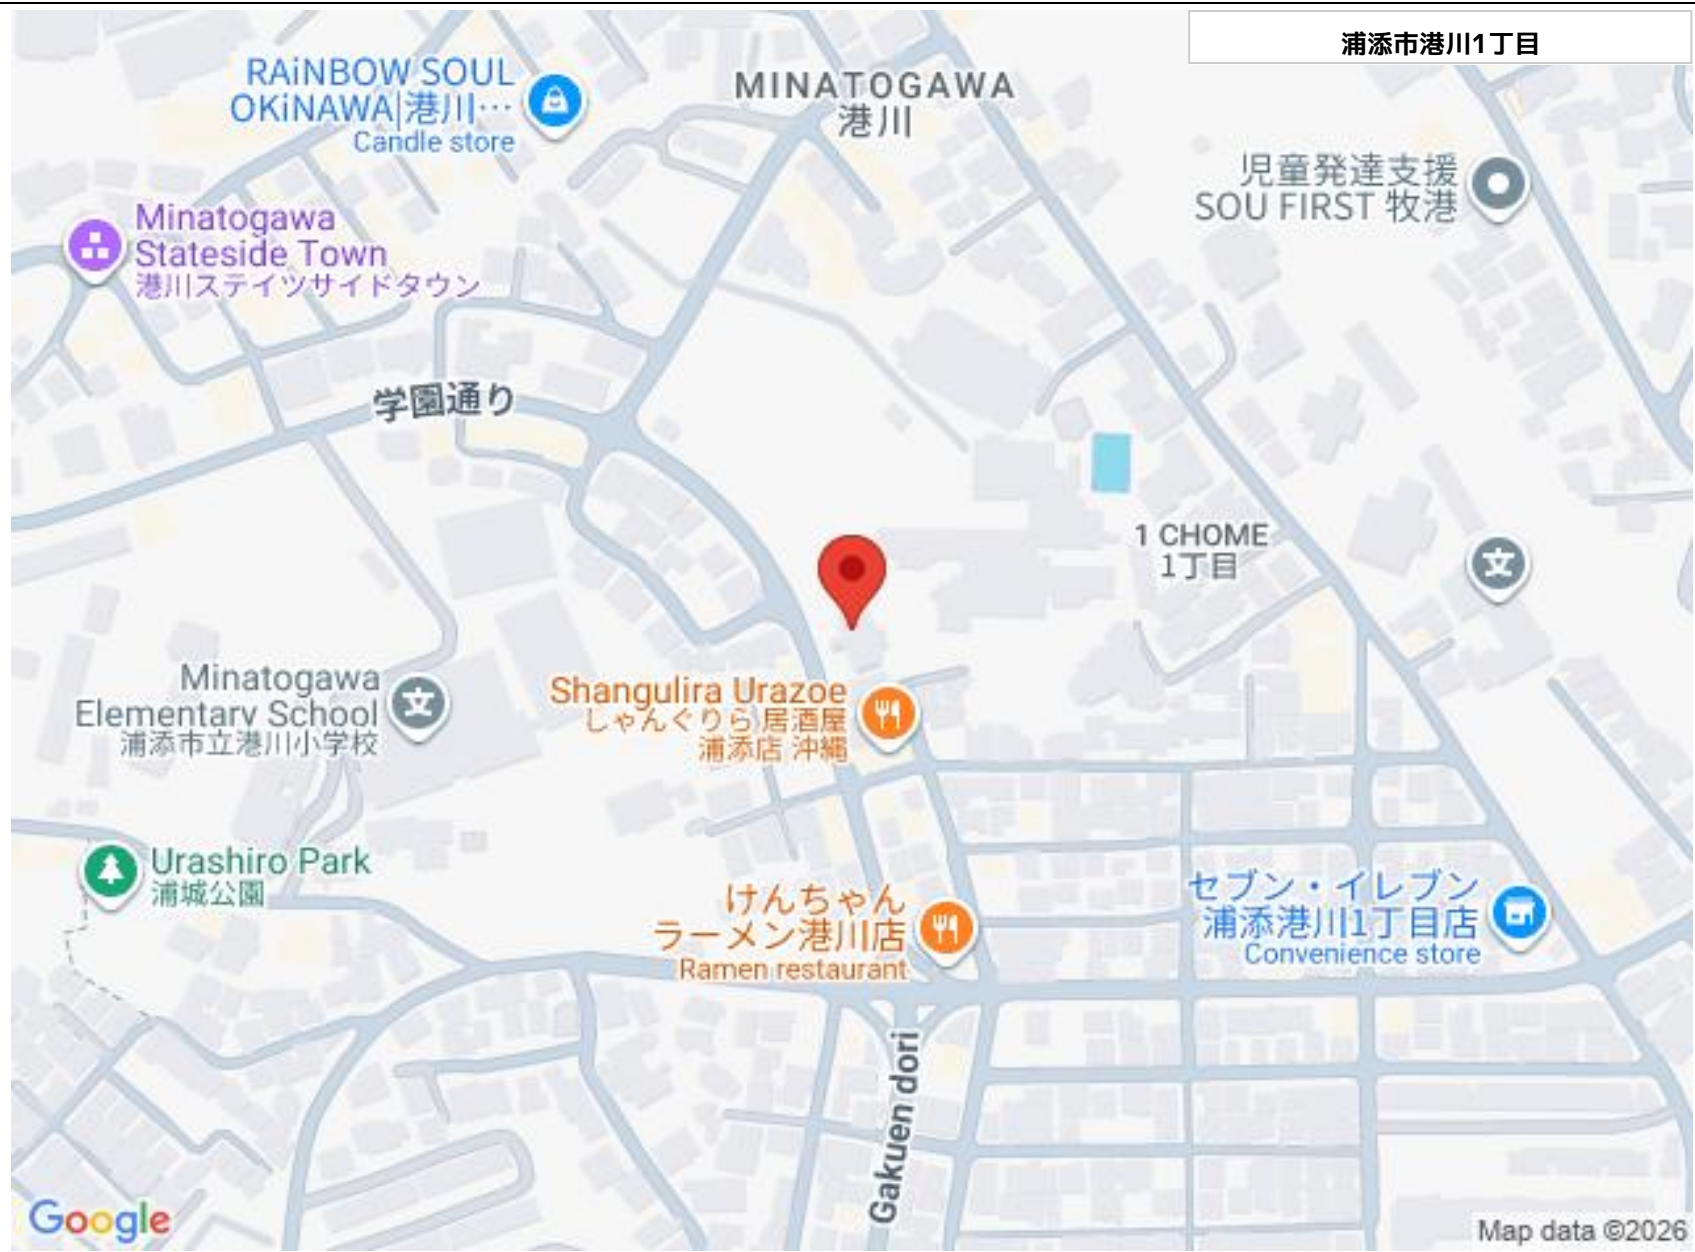 浦添市港川1丁目
RAiNBOW SOUL
OKiNAWA|港川…
Candle store
MINATOGAWA
港川
児童発達支援
SOU FIRST 牧港
Minatogawa
Stateside Town
港川ステイツサイドタウン
学園通り
1 CHOME
1丁目
文
Minatogawa
Elementary School
浦添市立港川小学校
文
Shangulira Urazoe
しゃんぐりら 居酒屋
浦添店 沖縄
Urashiro Park
浦城公園
けんちゃん
ラーメン港川店
Ramen restaurant
セブン・イレブン
浦添港川1丁目店
Convenience store
Gakuen dori
Google
Map data ©2026